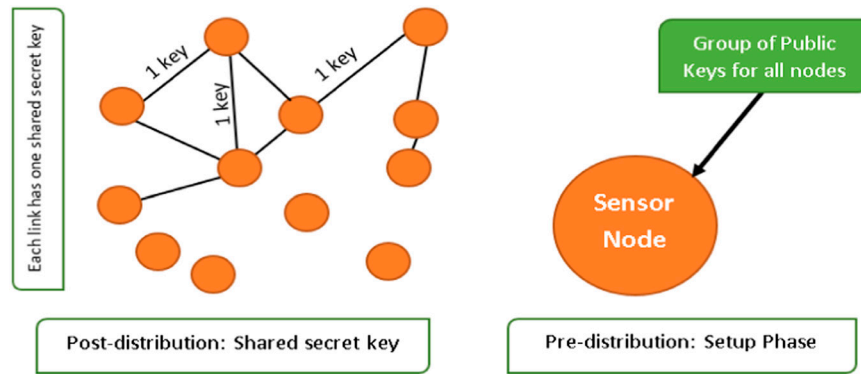 Each link has one shared secret key
1 key
1 key
1 key
Post-distribution: Shared secret key
Group of Public
Keys for all nodes
Sensor
Node
Pre-distribution: Setup Phase